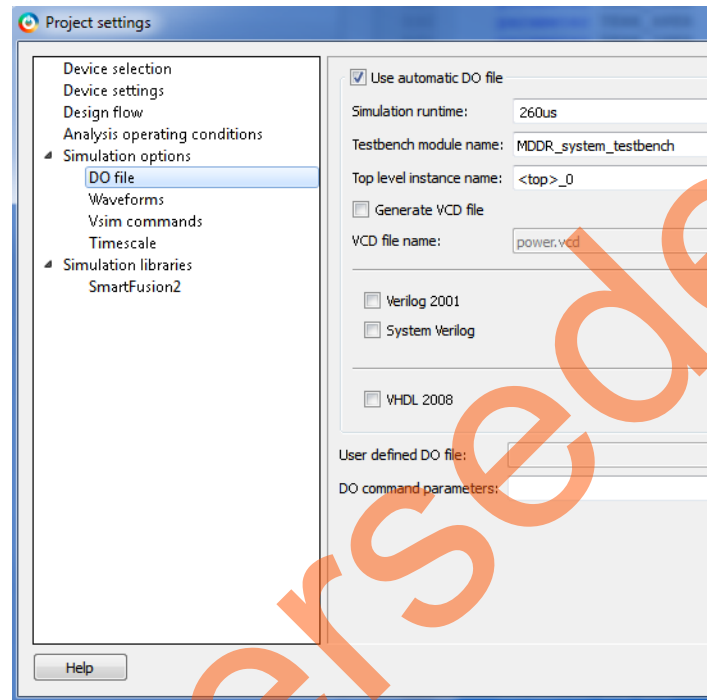 Project settings
Device selection
Device settings
Design flow
Analysis operating conditions
Simulation options
DO file
Waveforms
Vsim commands
Timescale
Simulation libraries
SmartFusion2
Use automatic DO file
Simulation runtime: 260us
Testbench module name: MDDR_system_testbench
Top level instance name: <top>_0
Generate VCD file
VCD file name: power.vcd
Verilog 2001
System Verilog
VHDL 2008
User defined DO file:
DO command parameters:
Help